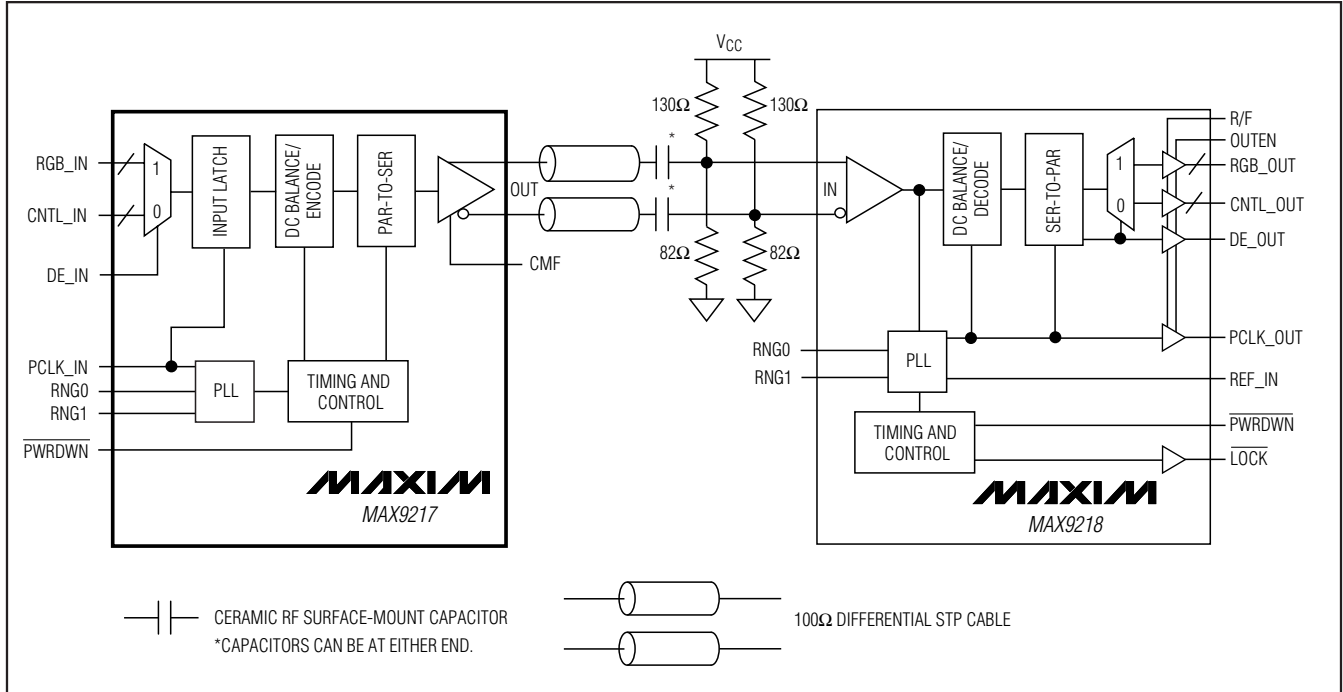 VCC
130Ω
130Ω
*
*
RGB_IN
CNTL_IN
DE_IN
PCLK_IN
RNG0
RNG1
PWRDWN
1
0
INPUT LATCH
DC BALANCE/
ENCODE
PAR-TO-SER
PLL
TIMING AND
CONTROL
OUT
CMF
MAXIM
MAX9217
82Ω
82Ω
IN
DC BALANCE/
DECODE
SER-TO-PAR
1
0
RNG0
RNG1
PLL
TIMING AND
CONTROL
R/F
OUTEN
RGB_OUT
CNTL_OUT
DE_OUT
PCLK_OUT
REF_IN
PWRDWN
LOCK
MAXIM
MAX9218
CERAMIC RF SURFACE-MOUNT CAPACITOR
*CAPACITORS CAN BE AT EITHER END.
100Ω DIFFERENTIAL STP CABLE